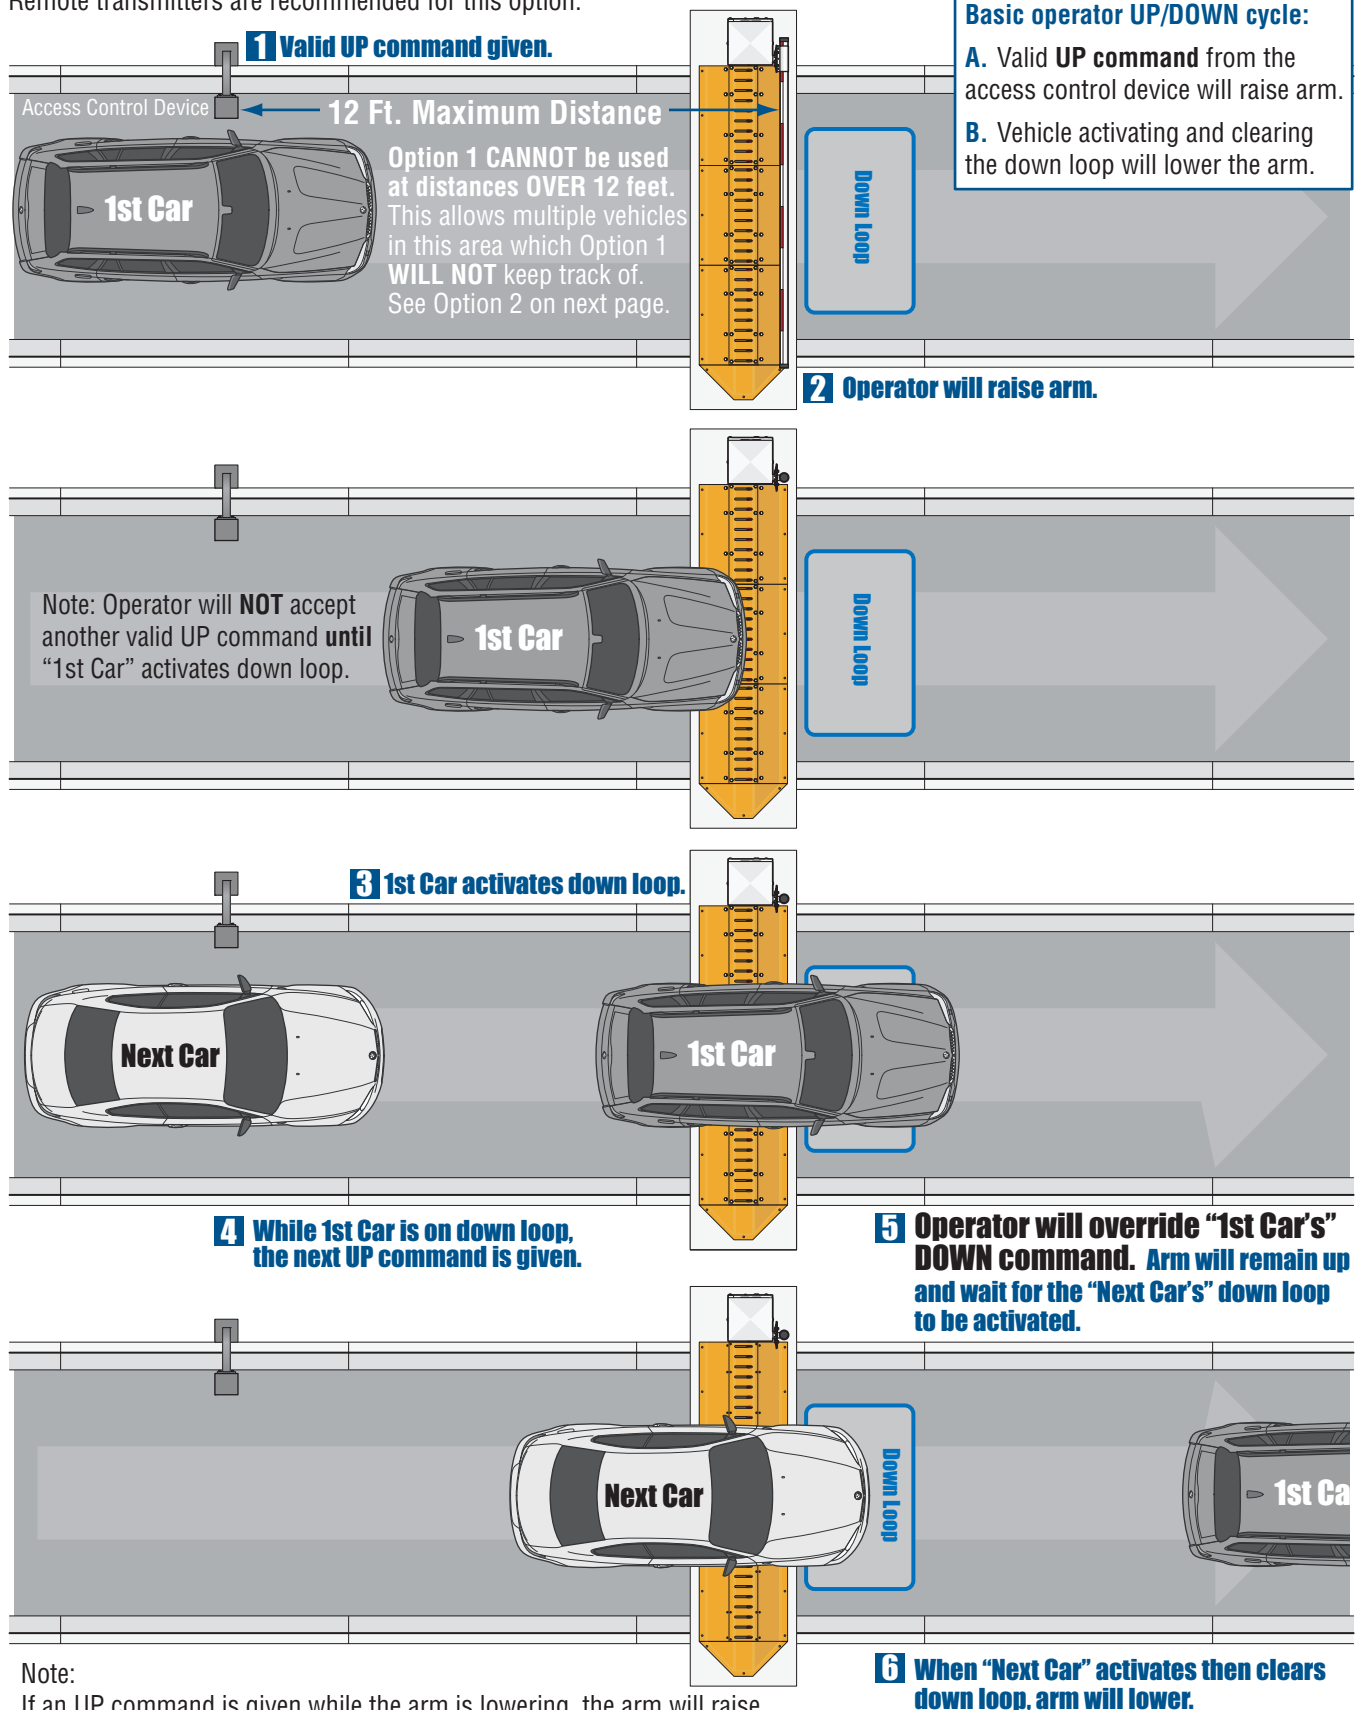 Remote transmitters are recommended for this option.
Basic operator UP/DOWN cycle:
A. Valid UP command from the
access control device will raise arm.
B. Vehicle activating and clearing
the down loop will lower the arm.
1 Valid UP command given.
Access Control Device
12 Ft. Maximum Distance
Option 1 CANNOT be used
at distances OVER 12 feet.
This allows multiple vehicles
in this area which Option 1
WILL NOT keep track of.
See Option 2 on next page.
1st Car
Down Loop
2 Operator will raise arm.
Note: Operator will NOT accept
another valid UP command until
“1st Car” activates down loop.
1st Car
Down Loop
3 1st Car activates down loop.
Next Car
1st Car
4 While 1st Car is on down loop,
the next UP command is given.
5 Operator will override “1st Car’s”
DOWN command. Arm will remain up
and wait for the “Next Car’s” down loop
to be activated.
Next Car
Down Loop
1st Ca
6 When “Next Car” activates then clears
down loop, arm will lower.
Note:
If an UP command is given while the arm is lowering, the arm will raise